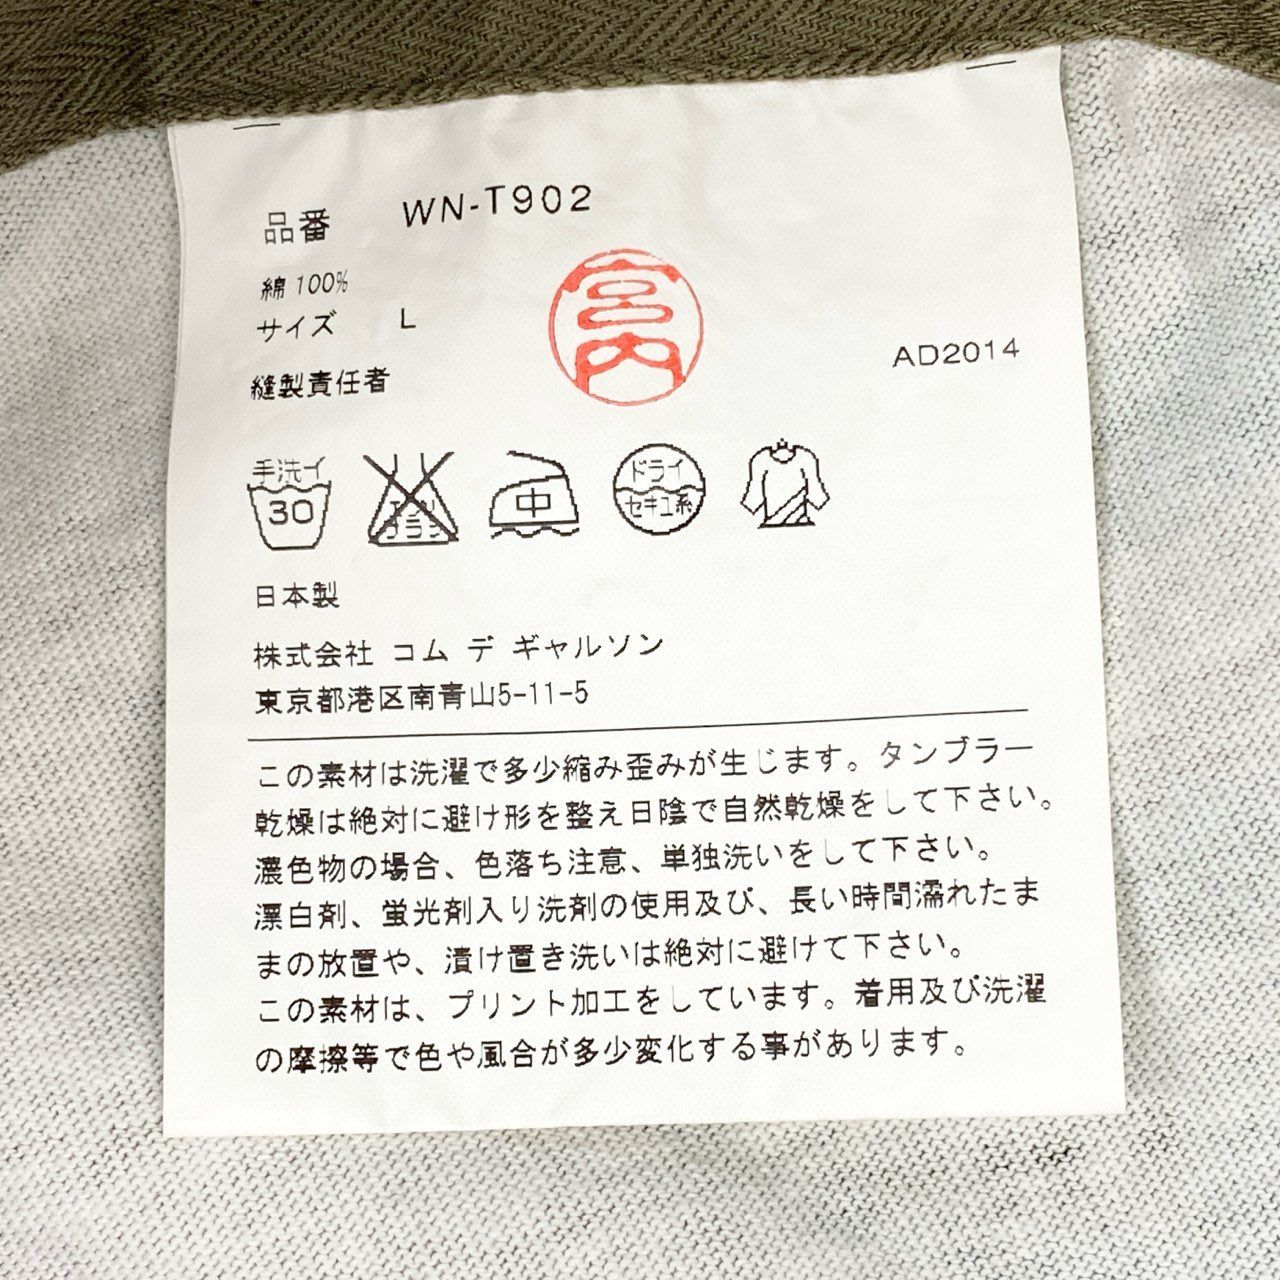 品番 WN-T902
綿 100%
サイズ L
宮内
縫製責任者
AD2014
手洗イ
30
エンソ
サラシ
中
ドライ
セキユ系
日本製
株式会社 コム デ ギャルソン
東京都港区南青山5-11-5
この素材は洗濯で多少縮み歪みが生じます。タンブラー
乾燥は絶対に避け形を整え日陰で自然乾燥をして下さい。
濃色物の場合、色落ち注意、単独洗いをして下さい。
漂白剤、蛍光剤入り洗剤の使用及び、長い時間濡れたま
まの放置や、漬け置き洗いは絶対に避けて下さい。
この素材は、プリント加工をしています。着用及び洗濯
の摩擦等で色や風合が多少変化する事があります。